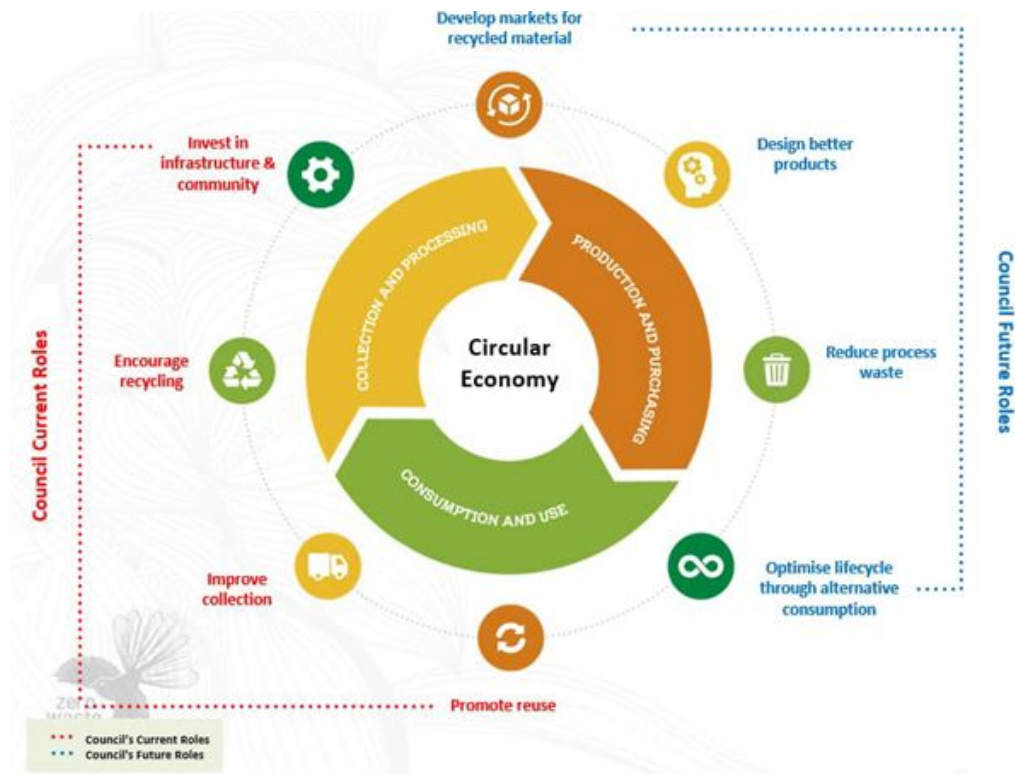 Develop markets for
recycled material
Invest in
infrastructure &
community
Design better
products
COLLECTION AND PROCESSING
PRODUCTION AND PURCHASING
Circular
Economy
Encourage
recycling
Reduce process
waste
Council Current Roles
Council Future Roles
CONSUMPTION AND USE
Improve
collection
Optimise lifecycle
through alternative
consumption
Promote reuse
zero
waste
Council's Current Roles
Council's Future Roles